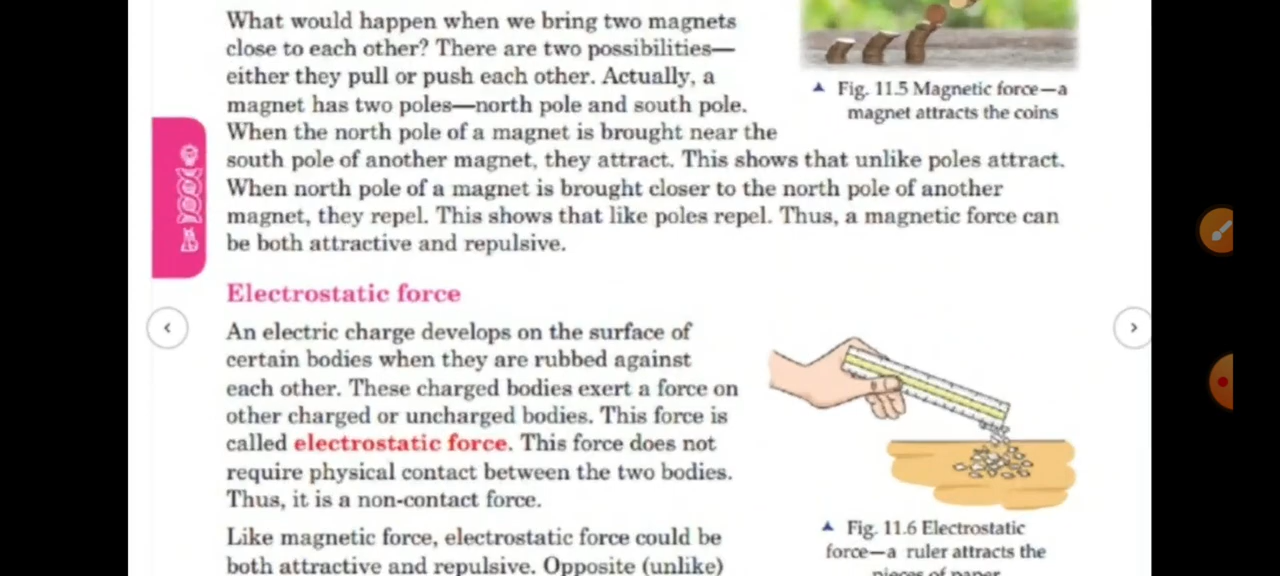 What would happen when we bring two magnets
close to each other? There are two possibilities—
either they pull or push each other. Actually, a
magnet has two poles—north pole and south pole.
When the north pole of a magnet is brought near the
south pole of another magnet, they attract. This shows that unlike poles attract.
When north pole of a magnet is brought closer to the north pole of another
magnet, they repel. This shows that like poles repel. Thus, a magnetic force can
be both attractive and repulsive.
▲ Fig. 11.5 Magnetic force—a
magnet attracts the coins
Electrostatic force
An electric charge develops on the surface of
certain bodies when they are rubbed against
each other. These charged bodies exert a force on
other charged or uncharged bodies. This force is
called electrostatic force. This force does not
require physical contact between the two bodies.
Thus, it is a non-contact force.
Like magnetic force, electrostatic force could be
both attractive and repulsive. Opposite (unlike)
▲ Fig. 11.6 Electrostatic
force—a ruler attracts the
pieces of paper